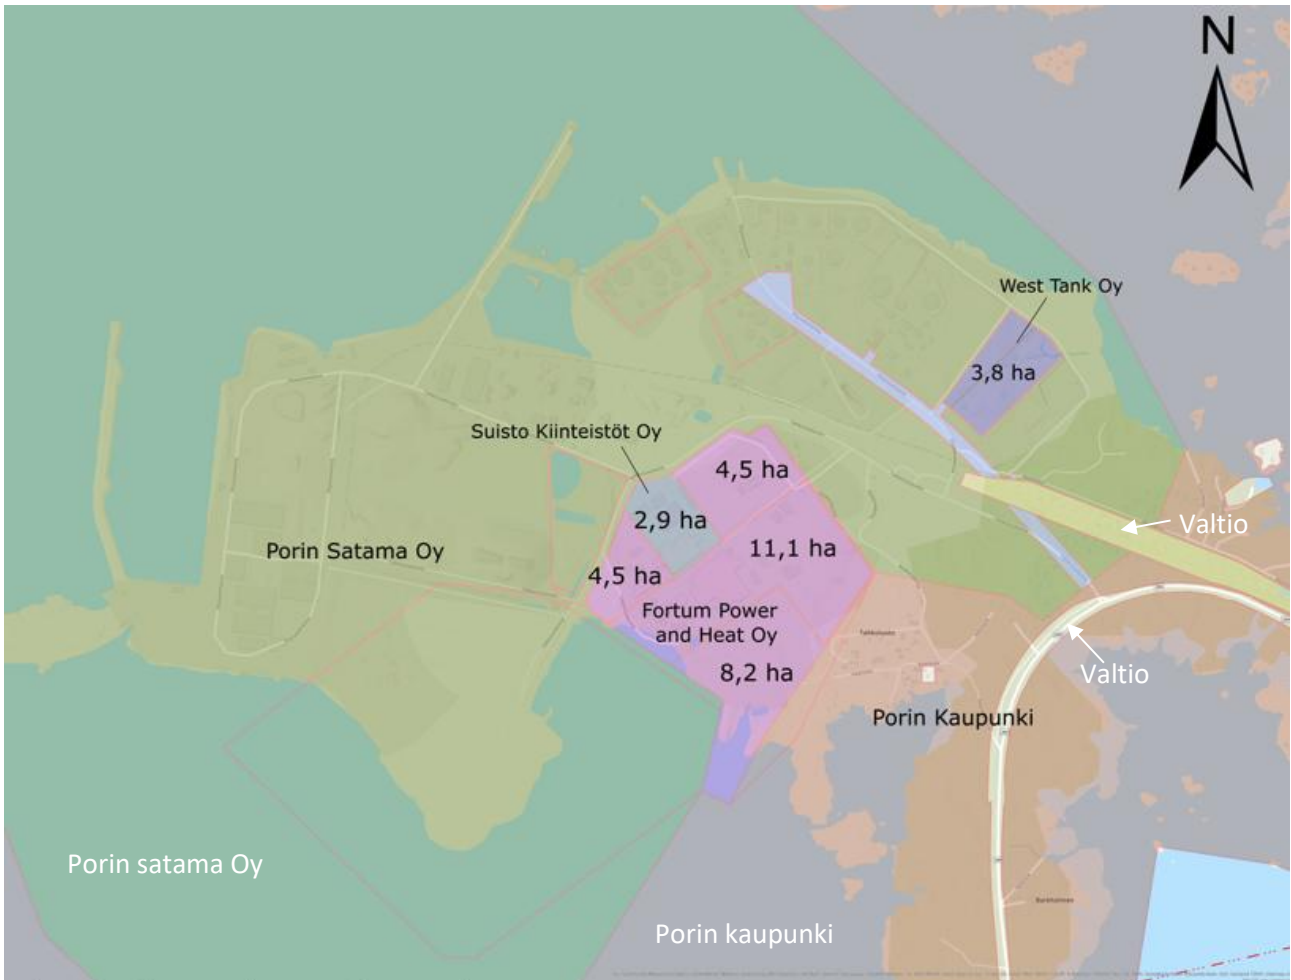 N
West Tank Oy
3,8 ha
Suisto Kiinteistöt Oy
4,5 ha
2,9 ha
Valtio
11,1 ha
Porin Satama Oy
4,5 ha
Fortum Power
and Heat Oy
8,2 ha
Valtio
Porin Kaupunki
Porin satama Oy
Porin kaupunki